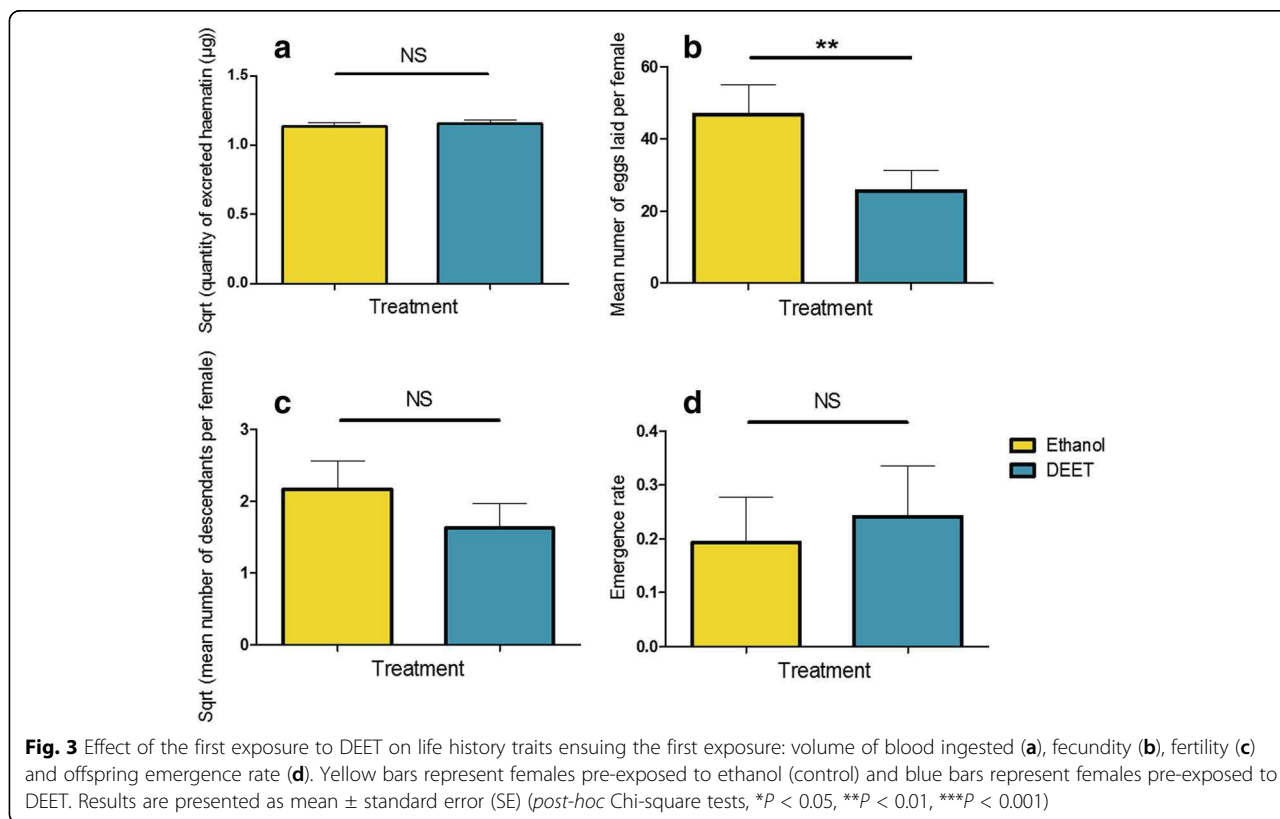 a
NS
Sqrt (quantity of excreted haematin (µg))
1.5
1.0
0.5
0.0
Treatment
b
**
Mean numer of eggs laid per female
60
40
20
0
Treatment
c
NS
Sqrt (mean number of descendants per female)
3
2
1
0
Treatment
d
NS
Emergence rate
0.4
0.3
0.2
0.1
0.0
Treatment
Ethanol
DEET
Fig. 3 Effect of the first exposure to DEET on life history traits ensuing the first exposure: volume of blood ingested (a), fecundity (b), fertility (c)
and offspring emergence rate (d). Yellow bars represent females pre-exposed to ethanol (control) and blue bars represent females pre-exposed to
DEET. Results are presented as mean ± standard error (SE) (post-hoc Chi-square tests, *P < 0.05, **P < 0.01, ***P < 0.001)